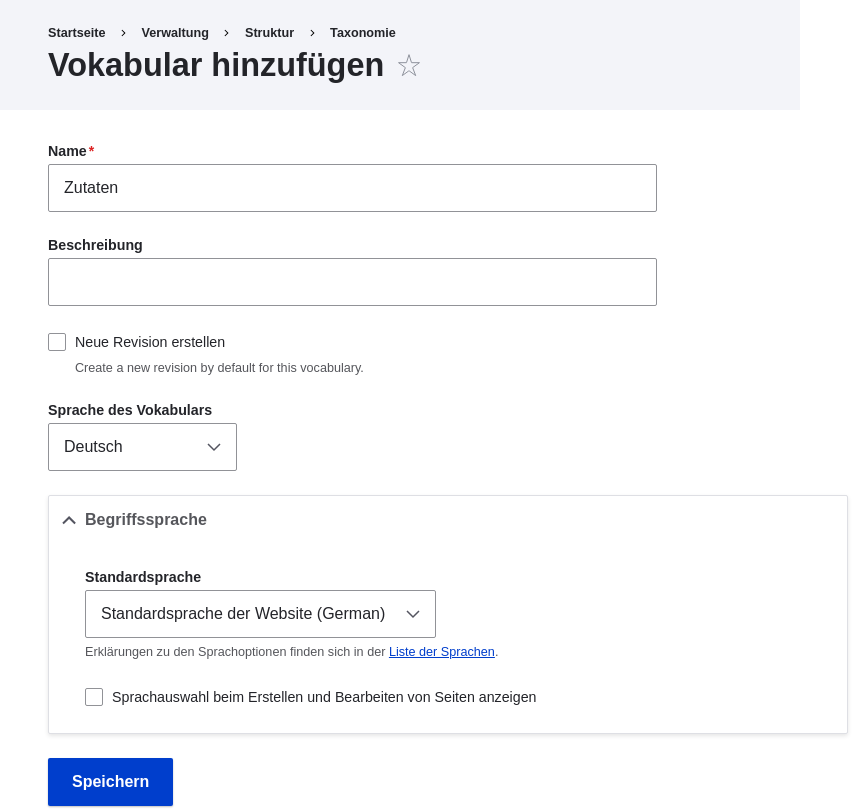 Startseite › Verwaltung › Struktur › Taxonomie
Vokabular hinzufügen
Name*
Zutaten
Beschreibung
Neue Revision erstellen
Create a new revision by default for this vocabulary.
Sprache des Vokabulars
Deutsch
Begriffssprache
Standardsprache
Standardsprache der Website (German)
Erklärungen zu den Sprachoptionen finden sich in der Liste der Sprachen.
Sprachauswahl beim Erstellen und Bearbeiten von Seiten anzeigen
Speichern